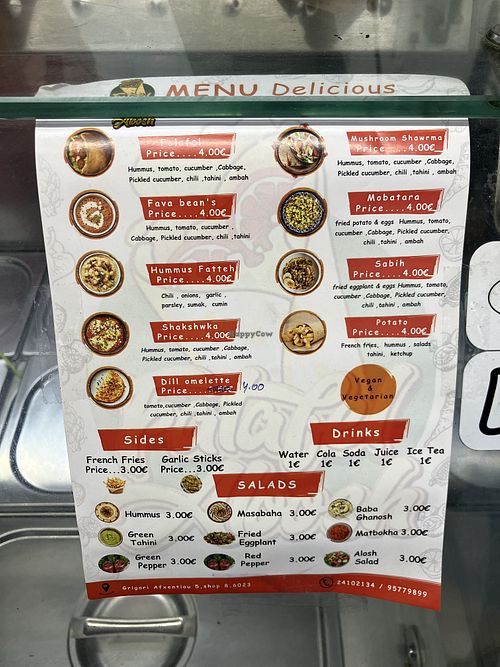 MENU Delicious
Aloosh
Falafel
Price....4.00€
Hummus, tomato, cucumber ,Cabbage,
Pickled cucumber, chili ,tahini , ambah
Fava bean's
Price....4.00€
Hummus, tomato, cucumber ,
Cabbage, Pickled cucumber, chili ,tahini
Hummus Fatteh
Price....4.00€
Chili , onions, garlic ,
parsley, sumak, cumin
Shakshwka
Price....4.00€
Hummus, tomato, cucumber ,Cabbage,
Pickled cucumber, chili ,tahini , ambah
Dill omelette
Price.... 4.00
tomato,cucumber ,Cabbage, Pickled
cucumber, chili ,tahini , ambah
Mushroom Shawrma
Price....4.00€
Hummus, tomato, cucumber ,Cabbage,
Pickled cucumber, chili ,tahini , ambah
Mobatara
Price....4.00€
fried potato & eggs Hummus, tomato,
cucumber ,Cabbage, Pickled cucumber,
chili ,tahini , ambah
Sabih
Price....4.00€
fried eggplant & eggs Hummus, tomato,
cucumber ,Cabbage, Pickled cucumber,
chili ,tahini , ambah
Potato
Price....4.00€
French fries, hummus , salads
tahini, ketchup
Vegan
&
Vegetarian
HappyCow
Sides
French Fries Garlic Sticks
Price...3.00€ Price...3.00€
Drinks
Water Cola Soda Juice Ice Tea
1€ 1€ 1€ 1€ 1€
SALADS
Hummus 3.00€ Masabaha 3.00€ Baba Ghanosh 3.00€
Green Tahini 3.00€ Fried Eggplant 3.00€ Matbokha 3.00€
Green Pepper 3.00€ Red Pepper 3.00€ Alosh Salad 3.00€
Grigori Afxentiou 5,shop 8,6023 24102134 / 95779899